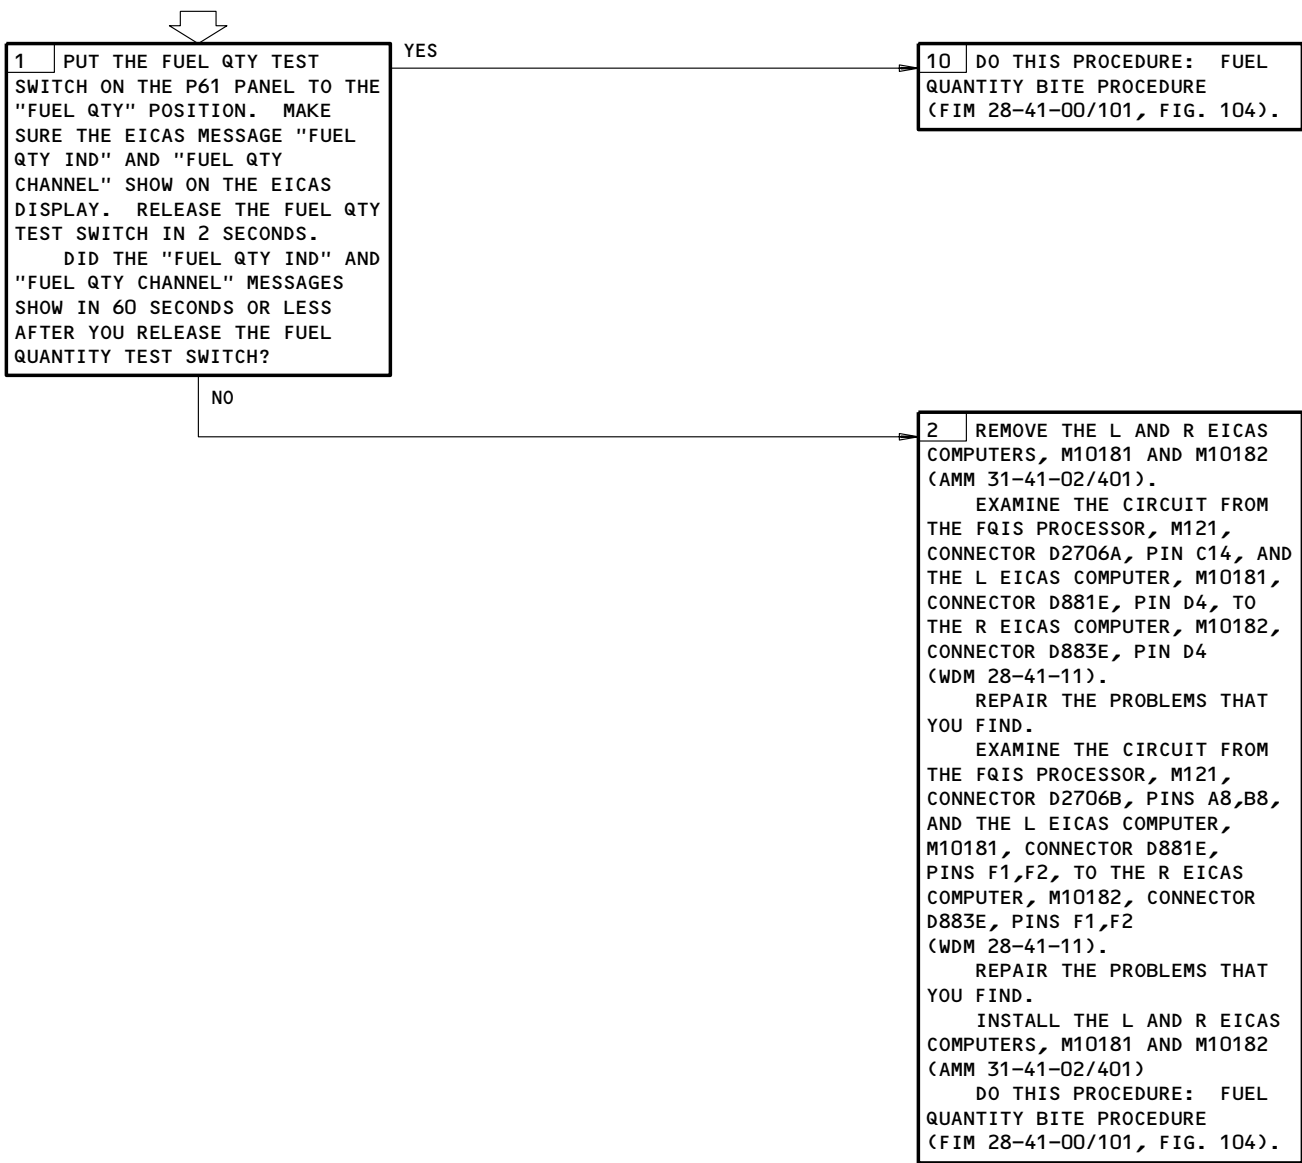 1 PUT THE FUEL QTY TEST
SWITCH ON THE P61 PANEL TO THE
"FUEL QTY" POSITION. MAKE
SURE THE EICAS MESSAGE "FUEL
QTY IND" AND "FUEL QTY
CHANNEL" SHOW ON THE EICAS
DISPLAY. RELEASE THE FUEL QTY
TEST SWITCH IN 2 SECONDS.
DID THE "FUEL QTY IND" AND
"FUEL QTY CHANNEL" MESSAGES
SHOW IN 60 SECONDS OR LESS
AFTER YOU RELEASE THE FUEL
QUANTITY TEST SWITCH?
YES
10 DO THIS PROCEDURE: FUEL
QUANTITY BITE PROCEDURE
(FIM 28-41-00/101, FIG. 104).
NO
2 REMOVE THE L AND R EICAS
COMPUTERS, M10181 AND M10182
(AMM 31-41-02/401).
EXAMINE THE CIRCUIT FROM
THE FQIS PROCESSOR, M121,
CONNECTOR D2706A, PIN C14, AND
THE L EICAS COMPUTER, M10181,
CONNECTOR D881E, PIN D4, TO
THE R EICAS COMPUTER, M10182,
CONNECTOR D883E, PIN D4
(WDM 28-41-11).
REPAIR THE PROBLEMS THAT
YOU FIND.
EXAMINE THE CIRCUIT FROM
THE FQIS PROCESSOR, M121,
CONNECTOR D2706B, PINS A8,B8,
AND THE L EICAS COMPUTER,
M10181, CONNECTOR D881E,
PINS F1,F2, TO THE R EICAS
COMPUTER, M10182, CONNECTOR
D883E, PINS F1,F2
(WDM 28-41-11).
REPAIR THE PROBLEMS THAT
YOU FIND.
INSTALL THE L AND R EICAS
COMPUTERS, M10181 AND M10182
(AMM 31-41-02/401)
DO THIS PROCEDURE: FUEL
QUANTITY BITE PROCEDURE
(FIM 28-41-00/101, FIG. 104).